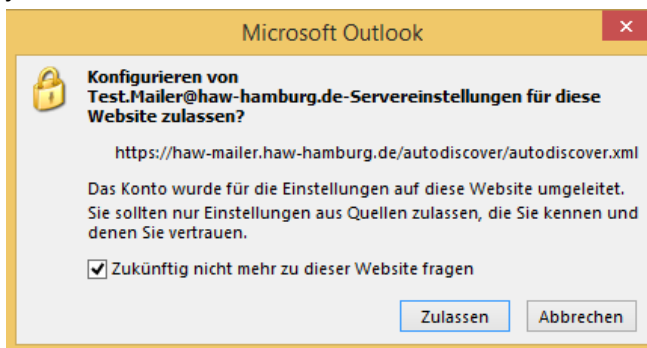 Microsoft Outlook
Konfigurieren von
Test.Mailer@haw-hamburg.de-Servereinstellungen für diese
Website zulassen?
https://haw-mailer.haw-hamburg.de/autodiscover/autodiscover.xml
Das Konto wurde für die Einstellungen auf diese Website umgeleitet.
Sie sollten nur Einstellungen aus Quellen zulassen, die Sie kennen und
denen Sie vertrauen.
Zukünftig nicht mehr zu dieser Website fragen
Zulassen Abbrechen